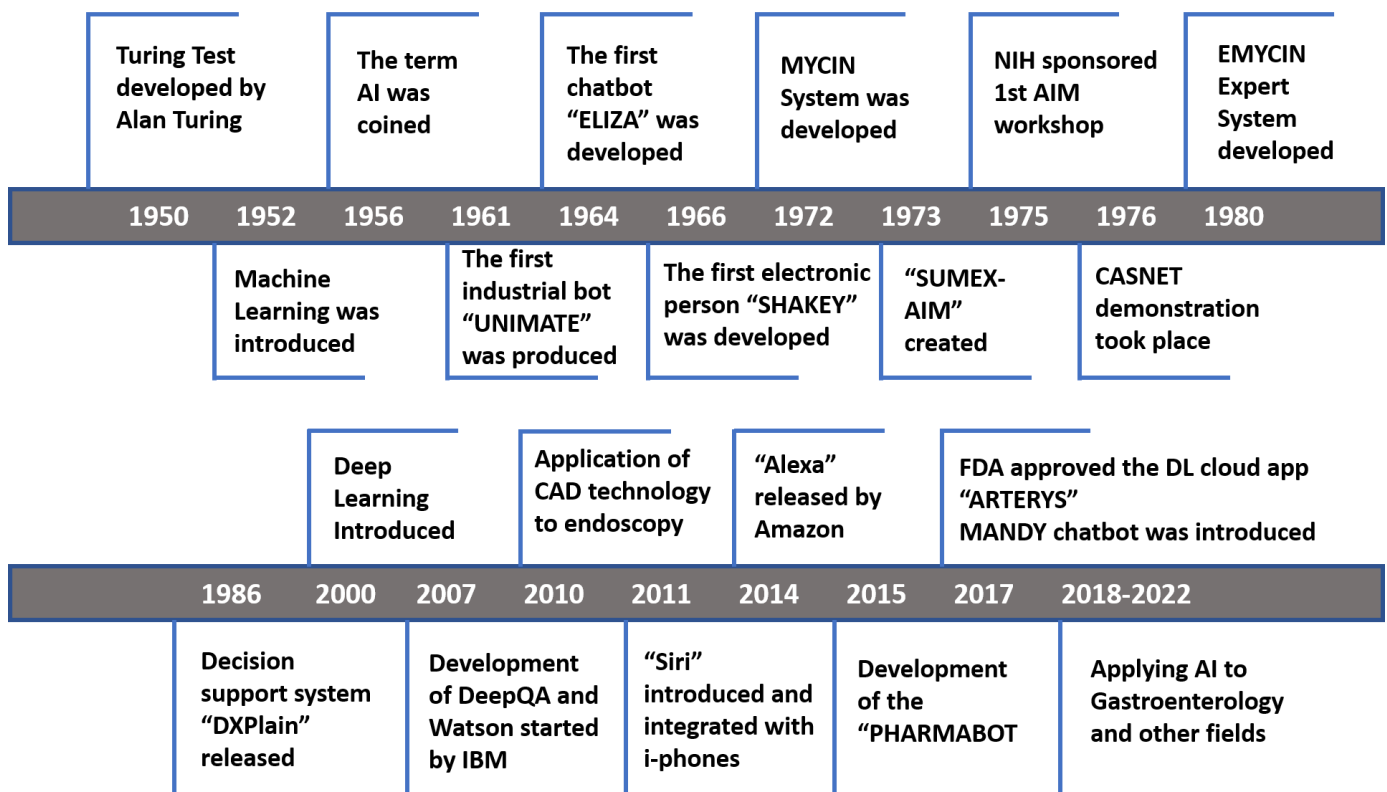 Turing Test
developed by
Alan Turing
The term
AI was
coined
The first
chatbot
“ELIZA” was
developed
MYCIN
System was
developed
NIH sponsored
1st AIM
workshop
EMYCIN
Expert
System
developed
1950 1952 1956 1961 1964 1966 1972 1973 1975 1976 1980
Machine
Learning was
introduced
The first
industrial bot
“UNIMATE”
was produced
The first electronic
person “SHAKEY”
was developed
“SUMEX-
AIM”
created
CASNET
demonstration
took place
Deep
Learning
Introduced
Application of
CAD technology
to endoscopy
“Alexa”
released by
Amazon
FDA approved the DL cloud app
“ARTERYS”
MANDY chatbot was introduced
1986 2000 2007 2010 2011 2014 2015 2017 2018-2022
Decision
support system
“DXPlain”
released
Development
of DeepQA and
Watson started
by IBM
“Siri”
introduced and
integrated with
i-phones
Development
of the
“PHARMABOT
Applying AI to
Gastroenterology
and other fields